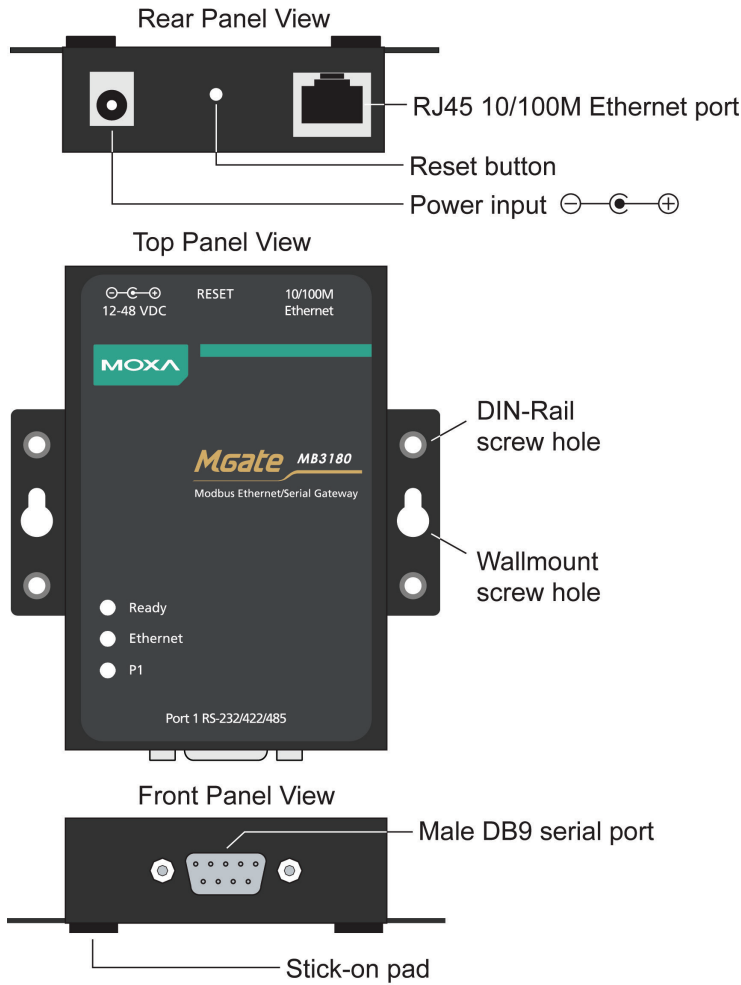 Rear Panel View
RJ45 10/100M Ethernet port
Reset button
Power input
Top Panel View
12-48 VDC
RESET
10/100M
Ethernet
MOXA
MGate MB3180
Modbus Ethernet/Serial Gateway
DIN-Rail
screw hole
Wallmount
screw hole
Ready
Ethernet
P1
Port 1 RS-232/422/485
Front Panel View
Male DB9 serial port
Stick-on pad